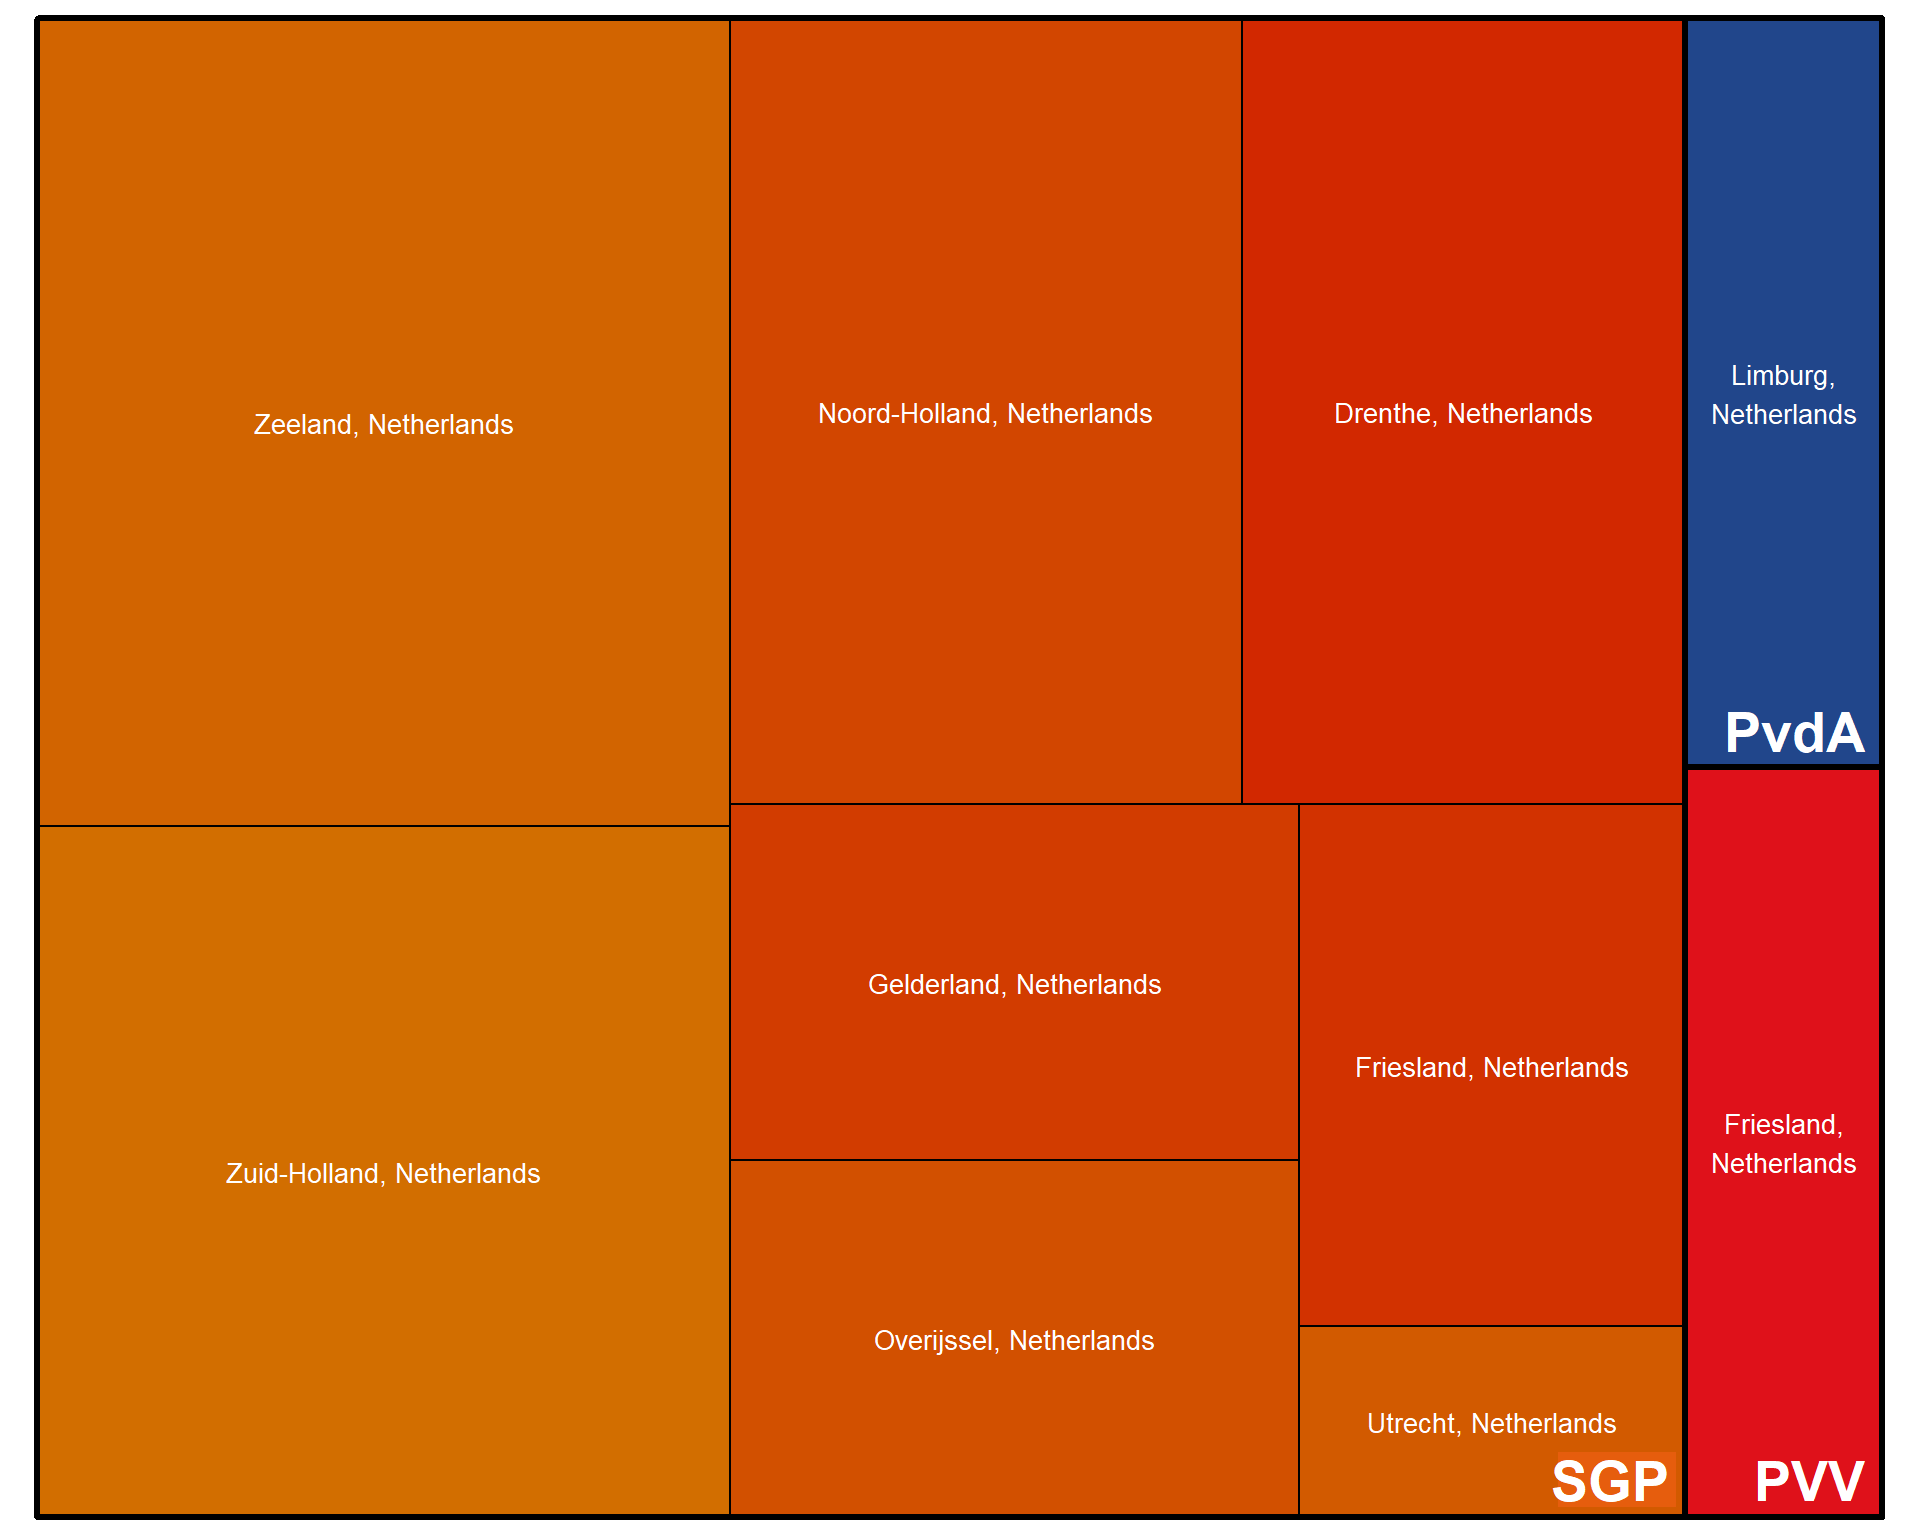 Zeeland, Netherlands
Noord-Holland, Netherlands
Drenthe, Netherlands
Limburg,
Netherlands
PvdA
Zuid-Holland, Netherlands
Gelderland, Netherlands
Friesland, Netherlands
Overijssel, Netherlands
Utrecht, Netherlands
SGP
Friesland,
Netherlands
PVV